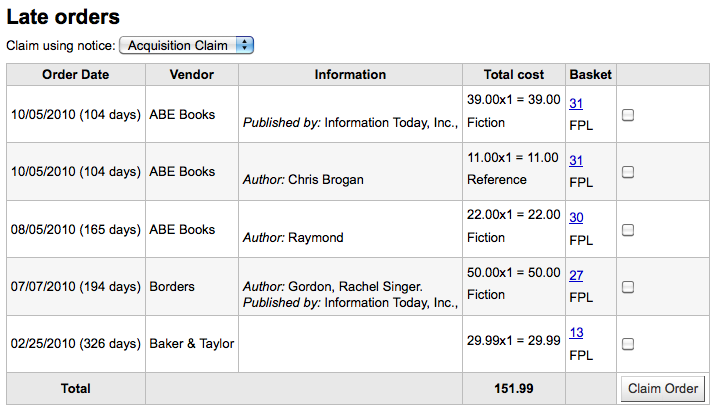 Late orders
Claim using notice: Acquisition Claim
Order Date Vendor Information Total cost Basket
10/05/2010 (104 days) ABE Books Published by: Information Today, Inc., 39.00x1 = 39.00 31
Fiction FPL
10/05/2010 (104 days) ABE Books Author: Chris Brogan 11.00x1 = 11.00 31
Reference FPL
08/05/2010 (165 days) ABE Books Author: Raymond 22.00x1 = 22.00 30
Fiction FPL
07/07/2010 (194 days) Borders Author: Gordon, Rachel Singer. 50.00x1 = 50.00 27
Published by: Information Today, Inc., Fiction FPL
02/25/2010 (326 days) Baker & Taylor 29.99x1 = 29.99 13
FPL
Total 151.99 Claim Order